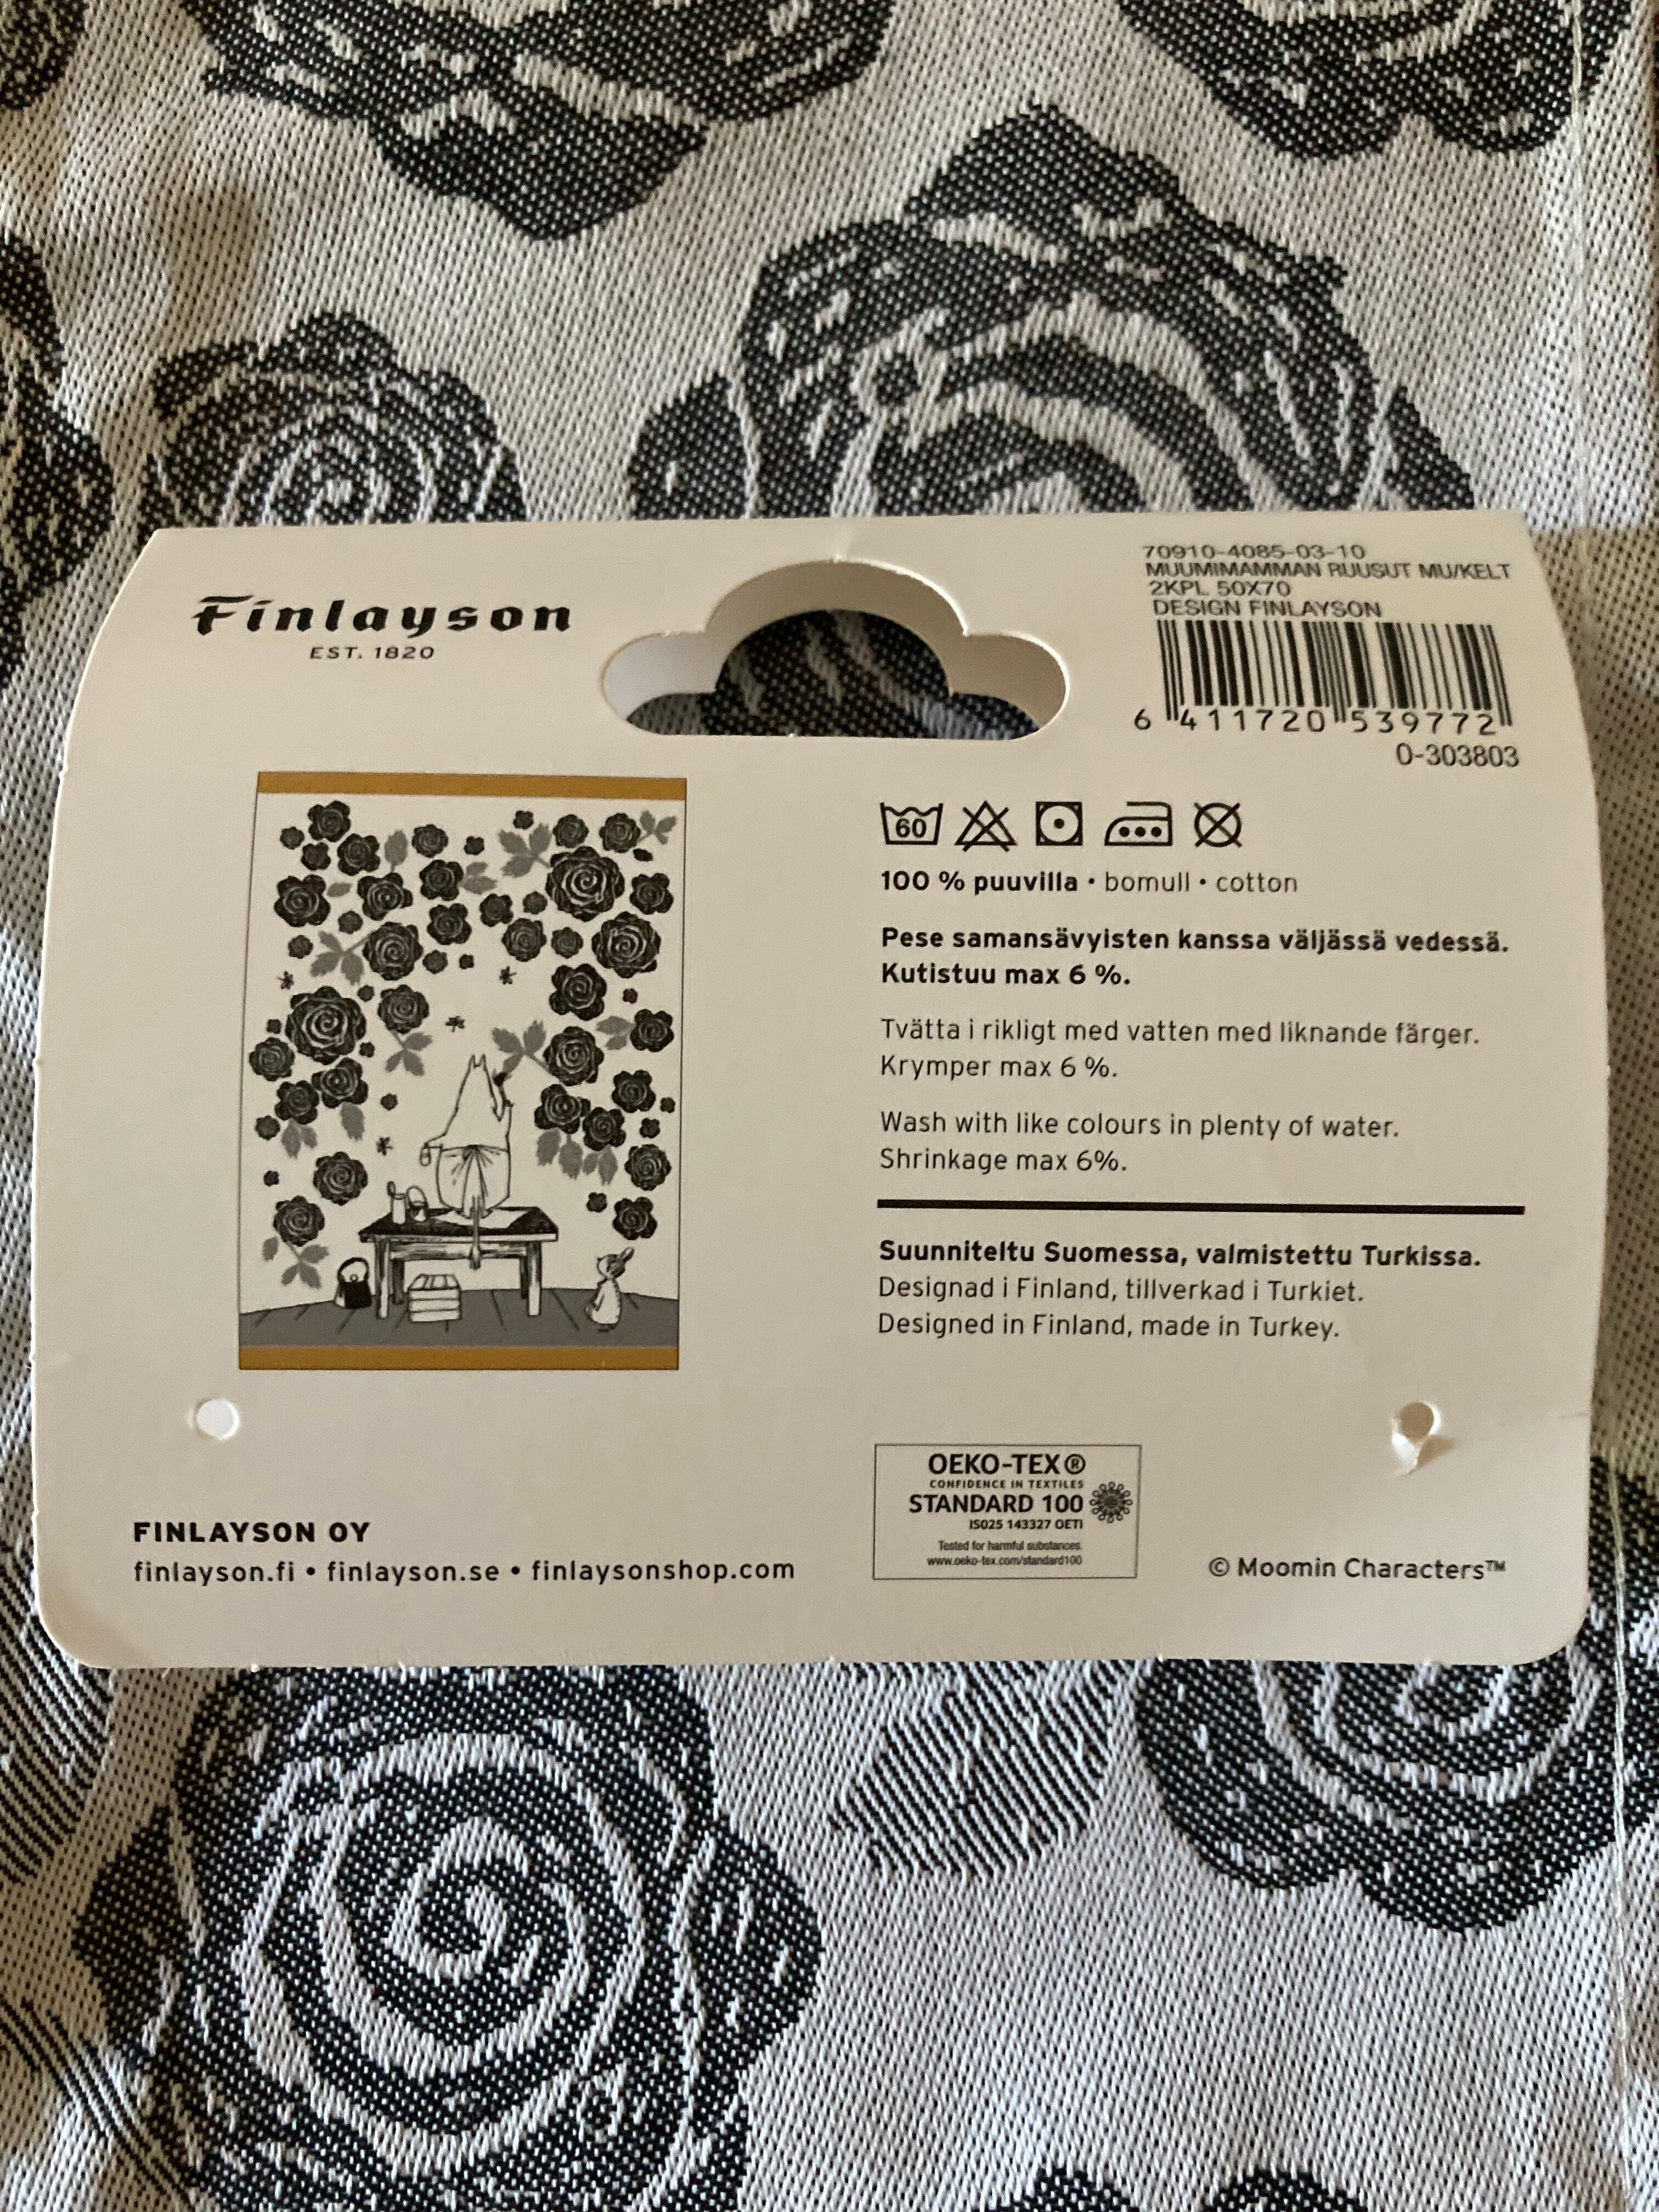 Finlayson
EST. 1820
70910-4085-03-10
MUUMIMAMMAN RUUSUT MU/KELT
2KPL 50X70
DESIGN FINLAYSON
6 411720 539772
0-303803
60
100 % puuvilla • bomull • cotton
Pese samansävyisten kanssa väljässä vedessä.
Kutistuu max 6 %.
Tvätta i rikligt med vatten med liknande färger.
Krymper max 6 %.
Wash with like colours in plenty of water.
Shrinkage max 6%.
Suunniteltu Suomessa, valmistettu Turkissa.
Designad i Finland, tillverkad i Turkiet.
Designed in Finland, made in Turkey.
OEKO-TEX®
CONFIDENCE IN TEXTILES
STANDARD 100
IS025 143327 OETI
Tested for harmful substances.
www.oeko-tex.com/standard100
FINLAYSON OY
finlayson.fi • finlayson.se • finlaysonshop.com
© Moomin Characters™